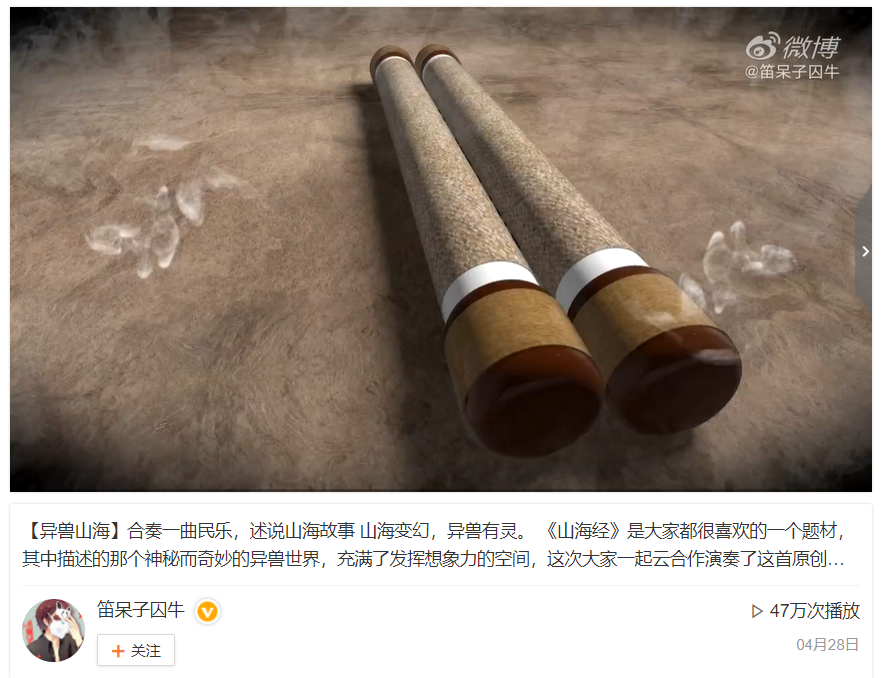 微博
@笛呆子囚牛
【异兽山海】合奏一曲民乐，述说山海故事 山海变幻，异兽有灵。 《山海经》是大家都很喜欢的一个题材，
其中描述的那个神秘而奇妙的异兽世界，充满了发挥想象力的空间，这次大家一起云合作演奏了这首原创...
笛呆子囚牛
47万次播放
+ 关注
04月28日